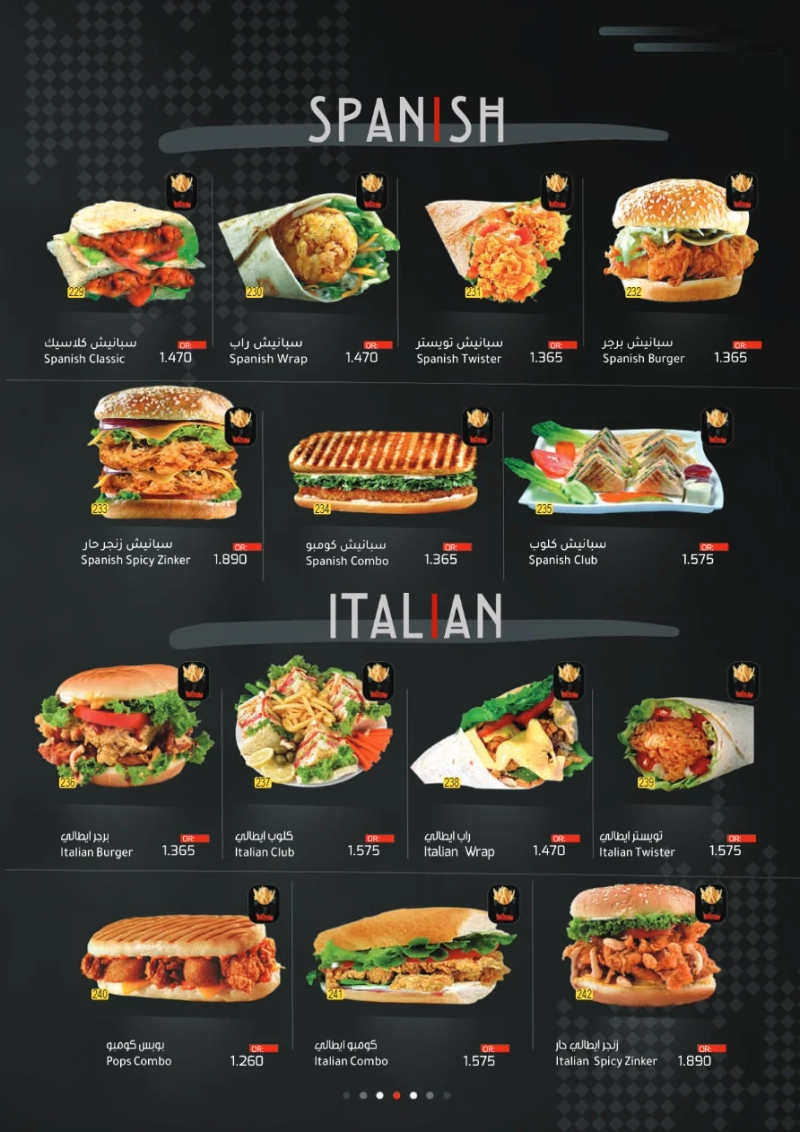 SPANISH
229
230
231
232
سبانيش كلاسيك
OR:
Spanish Classic 1.470
سبانيش راب
OR:
Spanish Wrap 1.470
سبانيش تويستر
OR:
Spanish Twister 1.365
سبانيش برجر
OR:
Spanish Burger 1.365
233
234
235
سبانيش زنجر حار
OR:
Spanish Spicy Zinker 1.890
سبانيش كومبو
OR:
Spanish Combo 1.365
سبانيش كلوب
OR:
Spanish Club 1.575
ITALIAN
236
237
238
239
برجر ايطالي
OR:
Italian Burger 1.365
كلوب ايطالي
OR:
Italian Club 1.575
راب ايطالي
OR:
Italian Wrap 1.470
تويستر ايطالي
OR:
Italian Twister 1.575
240
241
242
بوبس كومبو
OR:
Pops Combo 1.260
كومبو ايطالي
OR:
Italian Combo 1.575
زنجر ايطالي حار
OR:
Italian Spicy Zinker 1.890